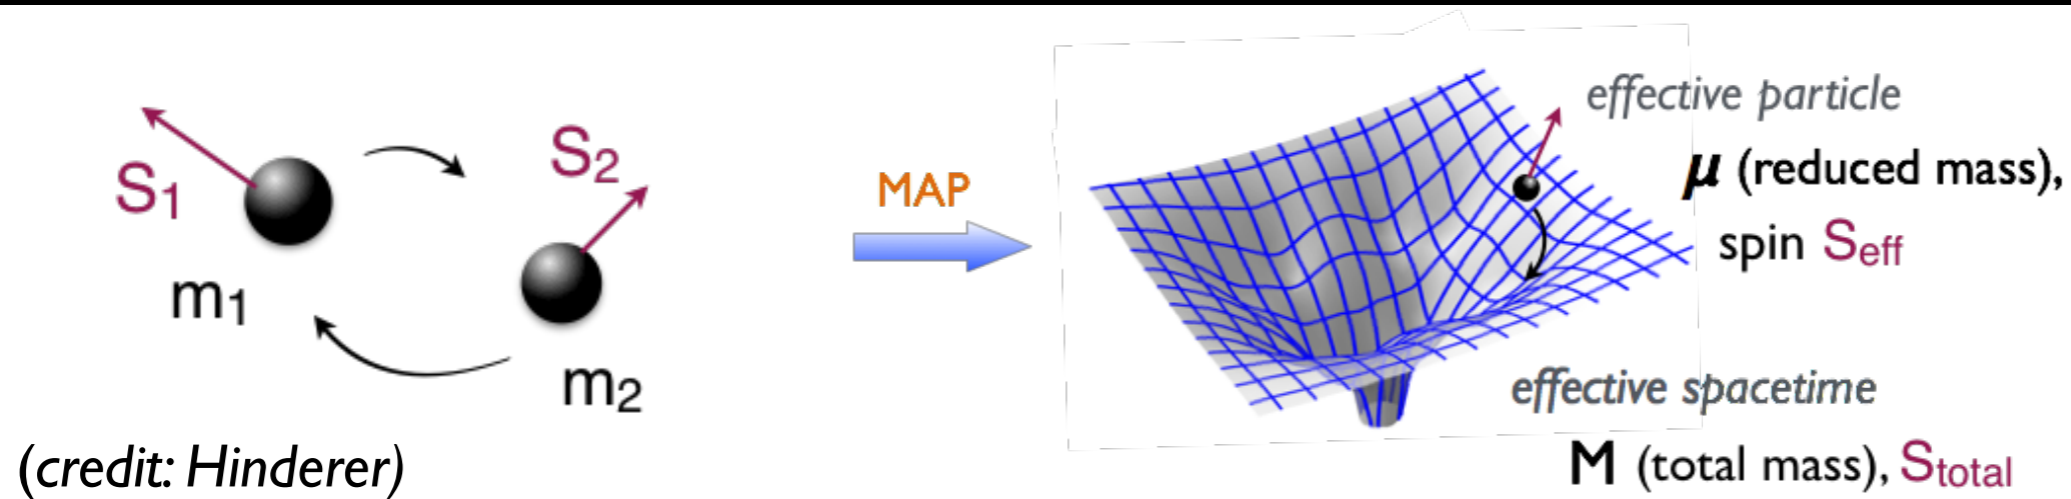 S1
m1
S2
m2
(credit: Hinderer)
MAP
effective particle
μ (reduced mass),
spin Seff
effective spacetime
M (total mass), Stotal